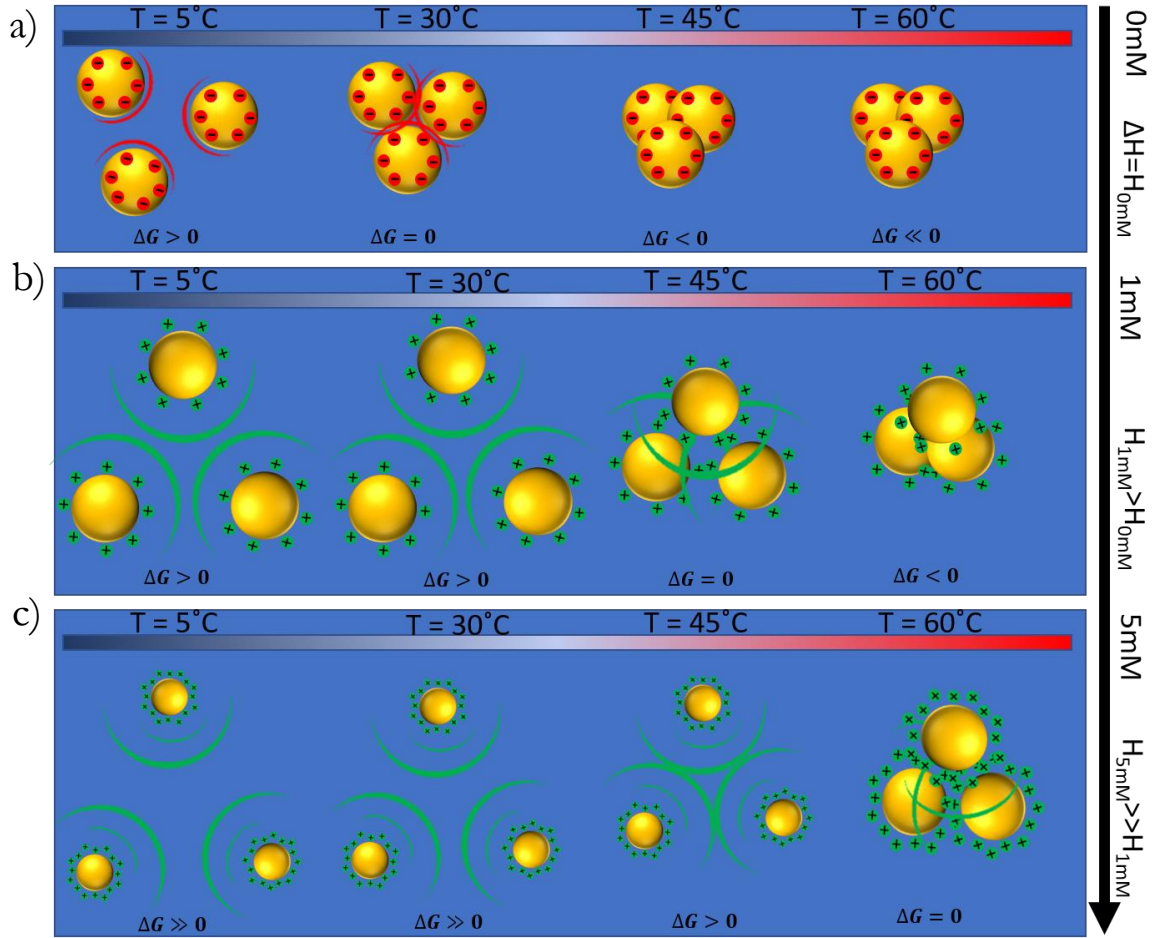 a)
T = 5˚C T = 30˚C T = 45˚C T = 60˚C
ΔG > 0 ΔG = 0 ΔG < 0 ΔG ≪ 0
b)
T = 5˚C T = 30˚C T = 45˚C T = 60˚C
ΔG > 0 ΔG > 0 ΔG = 0 ΔG < 0
c)
T = 5˚C T = 30˚C T = 45˚C T = 60˚C
ΔG ≫ 0 ΔG ≫ 0 ΔG > 0 ΔG = 0
0mM ΔH=H0mM 1mM H1mM>H0mM 5mM H5mM>>H1mM